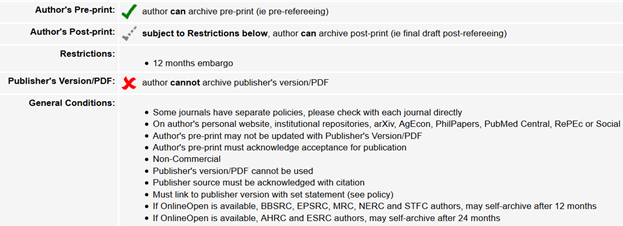 Author's Pre-print: author can archive pre-print (ie pre-refereeing)
Author's Post-print: subject to Restrictions below, author can archive post-print (ie final draft post-refereeing)
Restrictions:
12 months embargo
Publisher's Version/PDF: author cannot archive publisher's version/PDF
General Conditions:
Some journals have separate policies, please check with each journal directly
On author's personal website, institutional repositories, arXiv, AgEcon, PhilPapers, PubMed Central, RePEc or Social
Author's pre-print may not be updated with Publisher's Version/PDF
Author's pre-print must acknowledge acceptance for publication
Non-Commercial
Publisher's version/PDF cannot be used
Publisher source must be acknowledged with citation
Must link to publisher version with set statement (see policy)
If OnlineOpen is available, BBSRC, EPSRC, MRC, NERC and STFC authors, may self-archive after 12 months
If OnlineOpen is available, AHRC and ESRC authors, may self-archive after 24 months